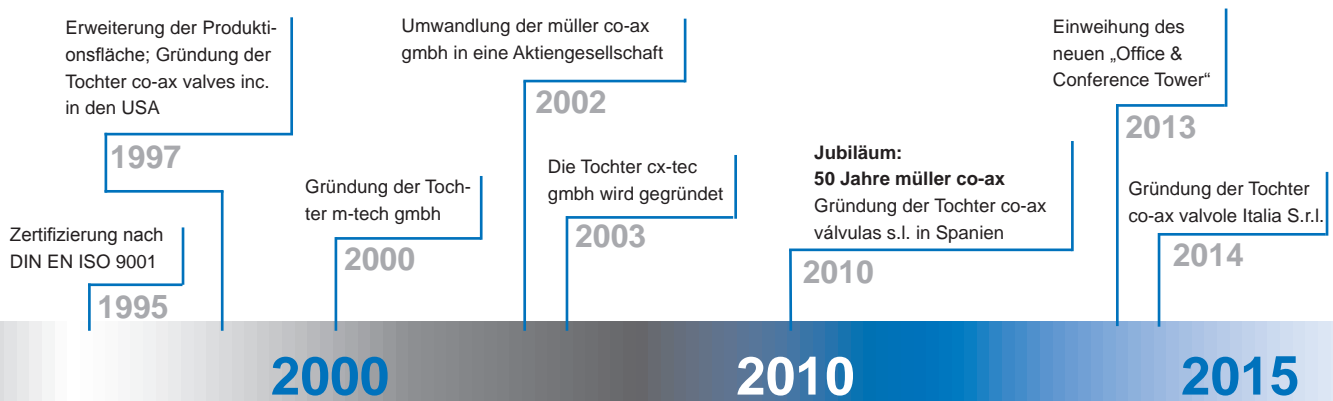 Zertifizierung nach
DIN EN ISO 9001
1995
Erweiterung der Produkti-
onsfläche; Gründung der
Tochter co-ax valves inc.
in den USA
1997
Gründung der Toch-
ter m-tech gmbh
2000
Umwandlung der müller co-ax
gmbh in eine Aktiengesellschaft
2002
Die Tochter cx-tec
gmbh wird gegründet
2003
Jubiläum:
50 Jahre müller co-ax
Gründung der Tochter co-ax
válvulas s.l. in Spanien
2010
Einweihung des
neuen „Office &
Conference Tower“
2013
Gründung der Tochter
co-ax valvole Italia S.r.l.
2014
2000
2010
2015